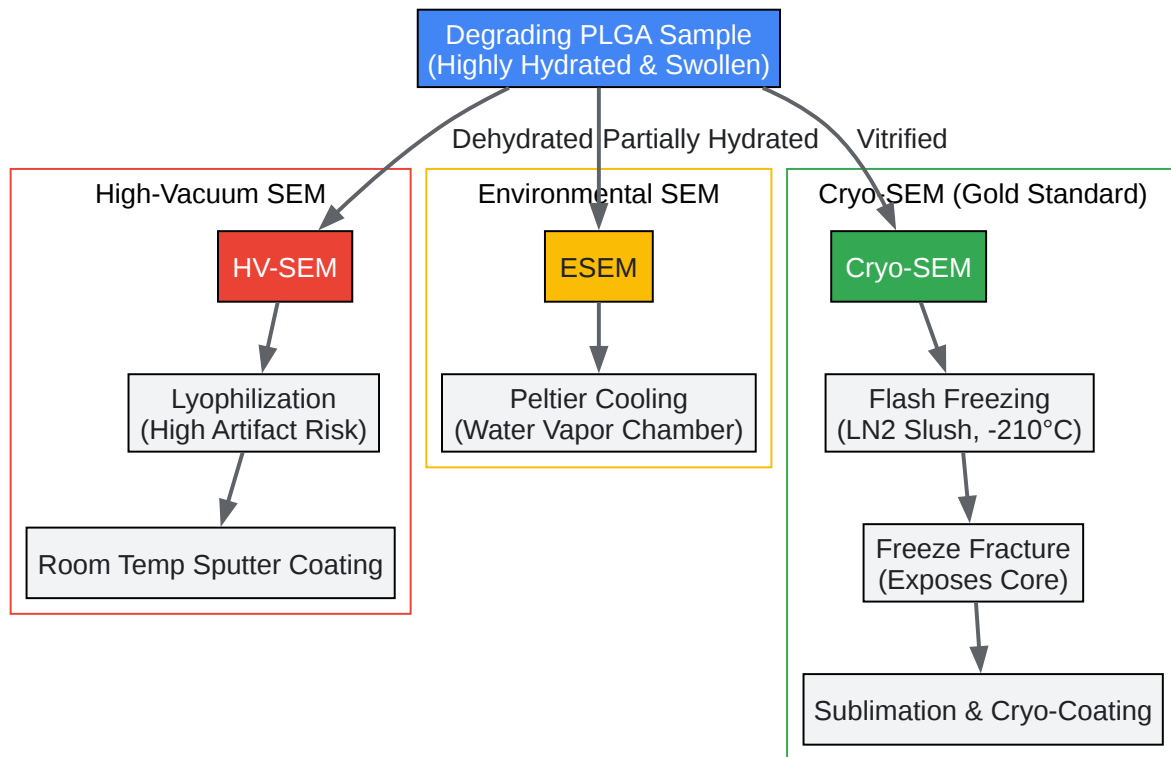 Degrading PLGA Sample
(Highly Hydrated & Swollen)
Dehydrated
Partially Hydrated
Vitrified
High-Vacuum SEM
HV-SEM
Lyophilization
(High Artifact Risk)
Room Temp Sputter Coating
Environmental SEM
ESEM
Peltier Cooling
(Water Vapor Chamber)
Cryo-SEM (Gold Standard)
Cryo-SEM
Flash Freezing
(LN2 Slush, -210°C)
Freeze Fracture
(Exposes Core)
Sublimation & Cryo-Coating